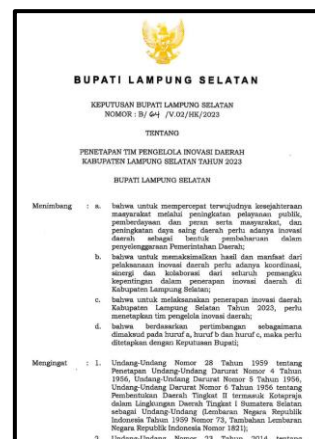 BUPATI LAMPUNG SELATAN
KEPUTUSAN BUPATI LAMPUNG SELATAN
NOMOR : B/ 64 /V.02/HK/2023
TENTANG
PENETAPAN TIM PENGELOLA INOVASI DAERAH
KABUPATEN LAMPUNG SELATAN TAHUN 2023
BUPATI LAMPUNG SELATAN
Menimbang : a. bahwa untuk mempercepat terwujudnya kesejahteraan
masyarakat melalui peningkatan pelayanan publik,
pemberdayaan dan peran serta masyarakat, dan
peningkatan daya saing daerah perlu adanya inovasi
daerah sebagai bentuk pembaharuan dalam
penyelenggaraan Pemerintahan Daerah;
b. bahwa untuk memaksimalkan hasil dan manfaat dari
pelaksanaan inovasi daerah perlu adanya koordinasi,
sinergi dan kolaborasi dari seluruh pemangku
kepentingan dalam penerapan inovasi daerah di
Kabupaten Lampung Selatan;
c. bahwa untuk melaksanakan penerapan inovasi daerah
Kabupaten Lampung Selatan Tahun 2023, perlu
menetapkan tim pengelola inovasi daerah;
d. bahwa berdasarkan pertimbangan sebagaimana
dimaksud pada huruf a, huruf b dan huruf c, maka perlu
ditetapkan dengan Keputusan Bupati;
Mengingat : 1. Undang-Undang Nomor 28 Tahun 1959 tentang
Penetapan Undang-Undang Darurat Nomor 4 Tahun
1956, Undang-Undang Darurat Nomor 5 Tahun 1956,
Undang-Undang Darurat Nomor 6 Tahun 1956 tentang
Pembentukan Daerah Tingkat II termasuk Kotapraja
dalam Lingkungan Daerah Tingkat I Sumatera Selatan
sebagai Undang-Undang (Lembaran Negara Republik
Indonesia Tahun 1959 Nomor 73, Tambahan Lembaran
Negara Republik Indonesia Nomor 1821);
2. Undang-Undang Nomor 23 Tahun 2014 tentang